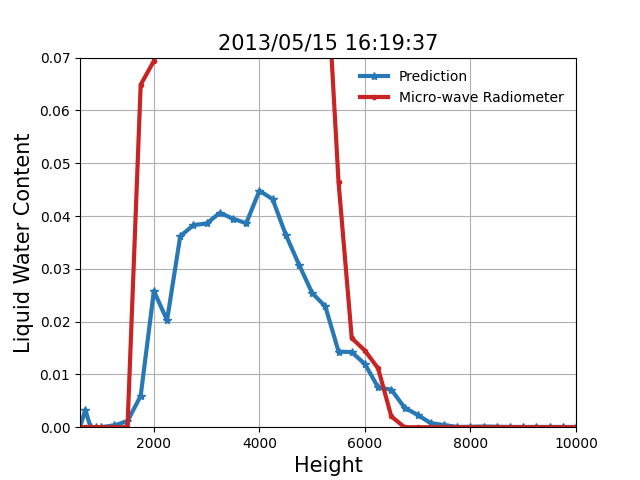 2013/05/15 16:19:37
Prediction
Micro-wave Radiometer
Liquid Water Content
0.07
0.06
0.05
0.04
0.03
0.02
0.01
0.00
2000 4000 6000 8000 10000
Height